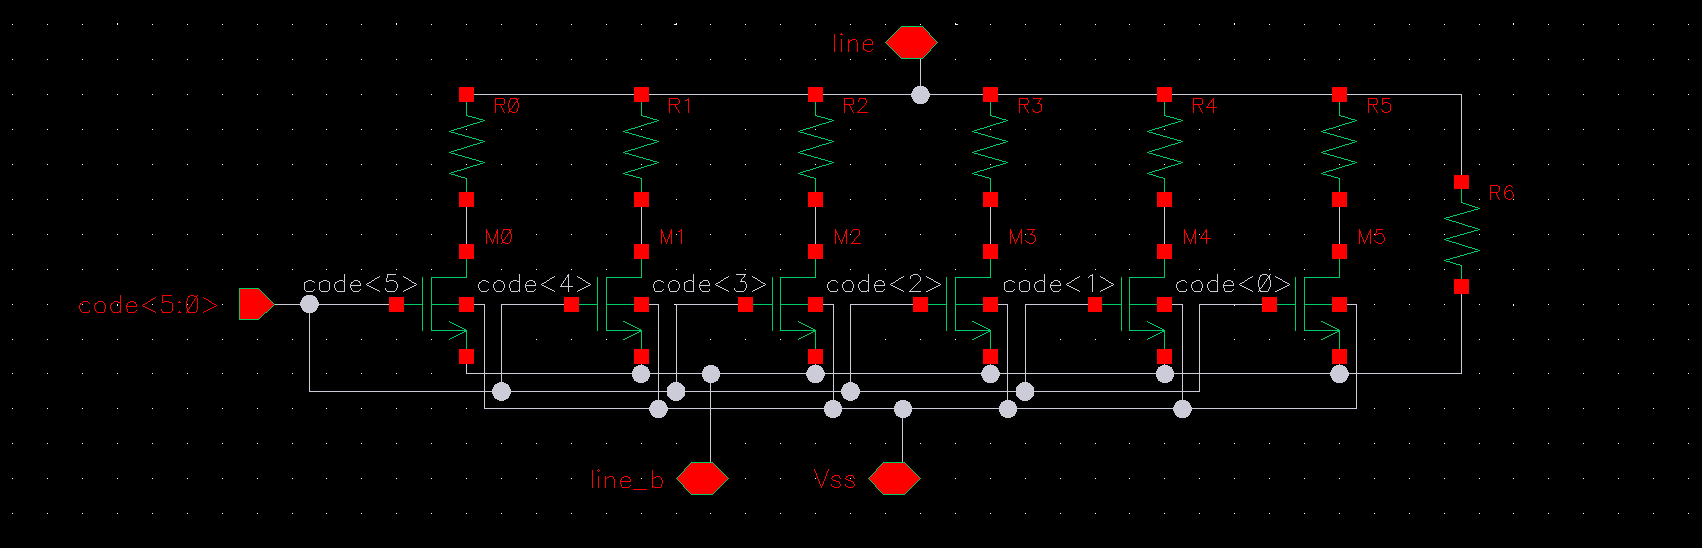 line
R0 R1 R2 R3 R4 R5
R6
M0 M1 M2 M3 M4 M5
code<5> code<4> code<3> code<2> code<1> code<0>
code<5:0>
line_b Vss